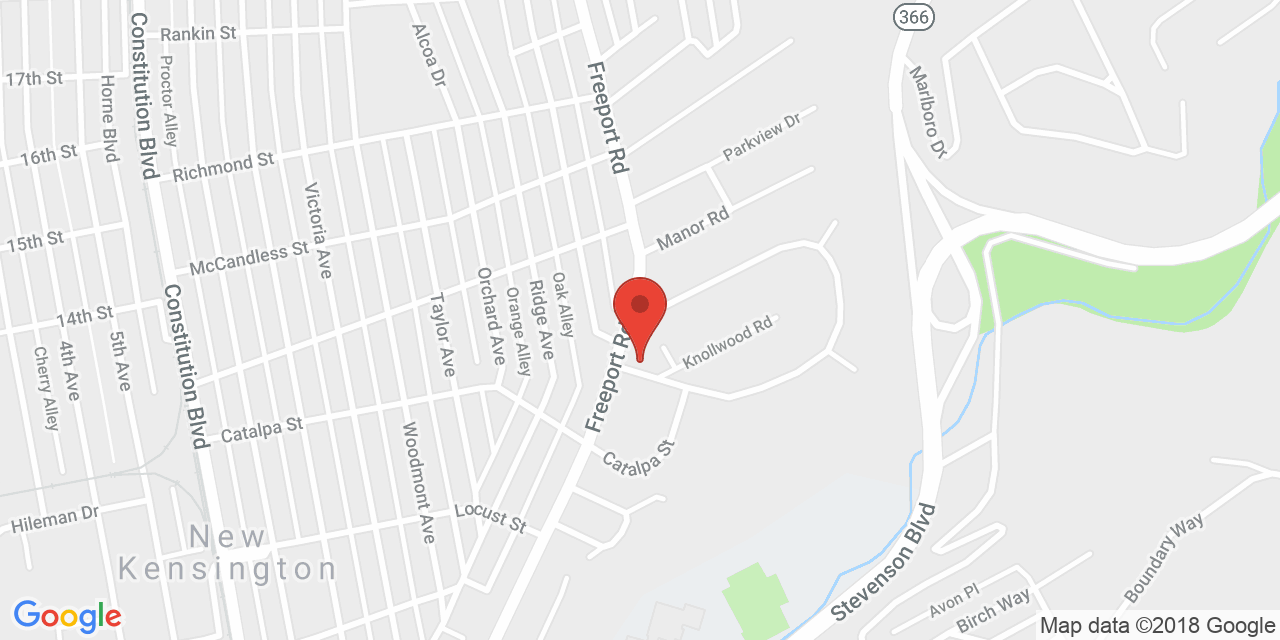 366
Rankin St
Alcoa Dr
17th St
Constitution Blvd
Proctor Alley
Horne Blvd
Freeport Rd
Marlboro Dr
Parkview Dr
16th St
Richmond St
Victoria Ave
Manor Rd
15th St
McCandless St
Constitution Blvd
Taylor Ave
Orchard Ave
Orange Alley
Ridge Ave
Oak Alley
14th St
5th Ave
4th Ave
Cherry Alley
Freeport Rd
Knollwood Rd
Catalpa St
Woodmont Ave
Catalpa St
Locust St
Hileman Dr
New
Kensington
Stevenson Blvd
Boundary Way
Avon Pl
Birch Way
Google
Map data ©2018 Google